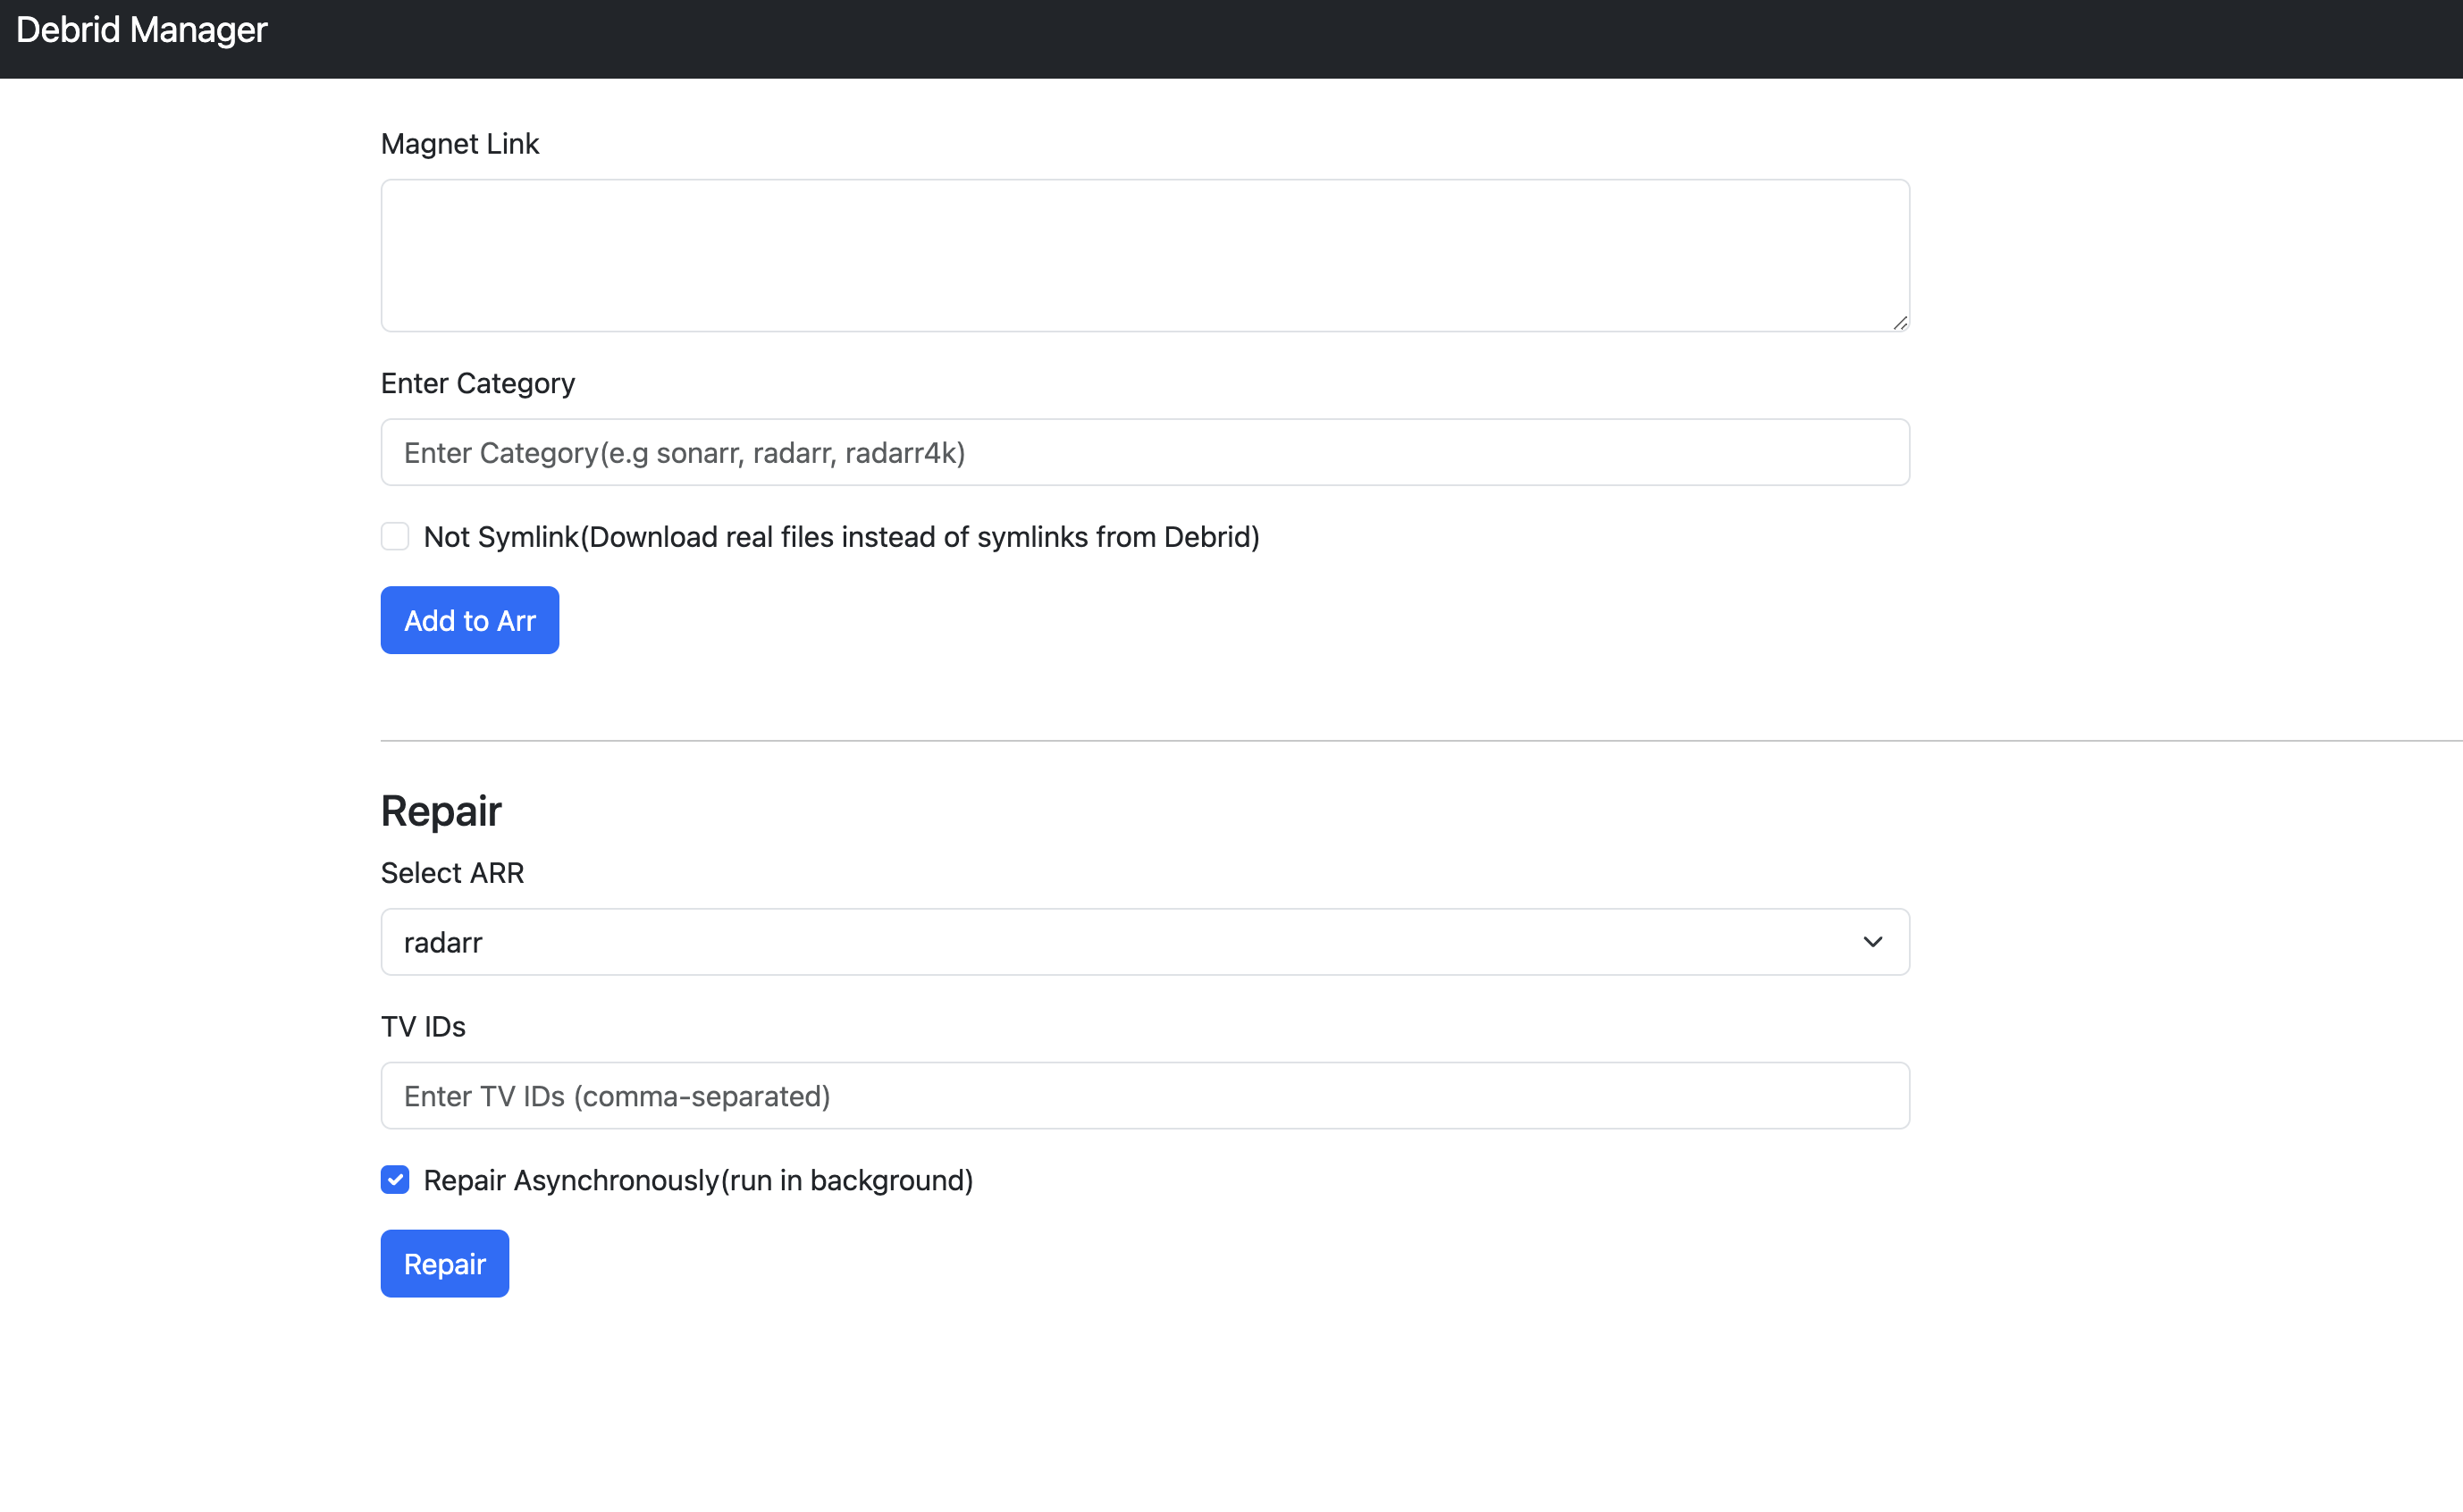 Debrid Manager
Magnet Link
Enter Category
Enter Category(e.g sonarr, radarr, radarr4k)
Not Symlink(Download real files instead of symlinks from Debrid)
Add to Arr
Repair
Select ARR
radarr
TV IDs
Enter TV IDs (comma-separated)
Repair Asynchronously(run in background)
Repair